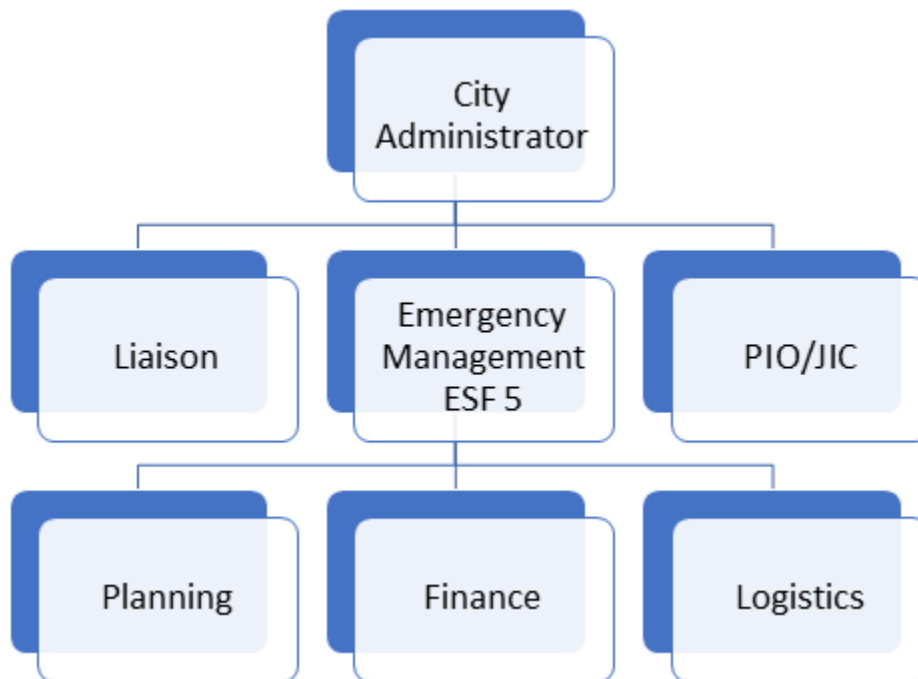 City
Administrator
Liaison
Emergency
Management
ESF 5
PIO/JIC
Planning
Finance
Logistics